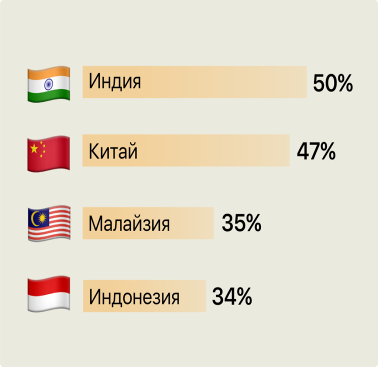 Индия 50%
Китай 47%
Малайзия 35%
Индонезия 34%